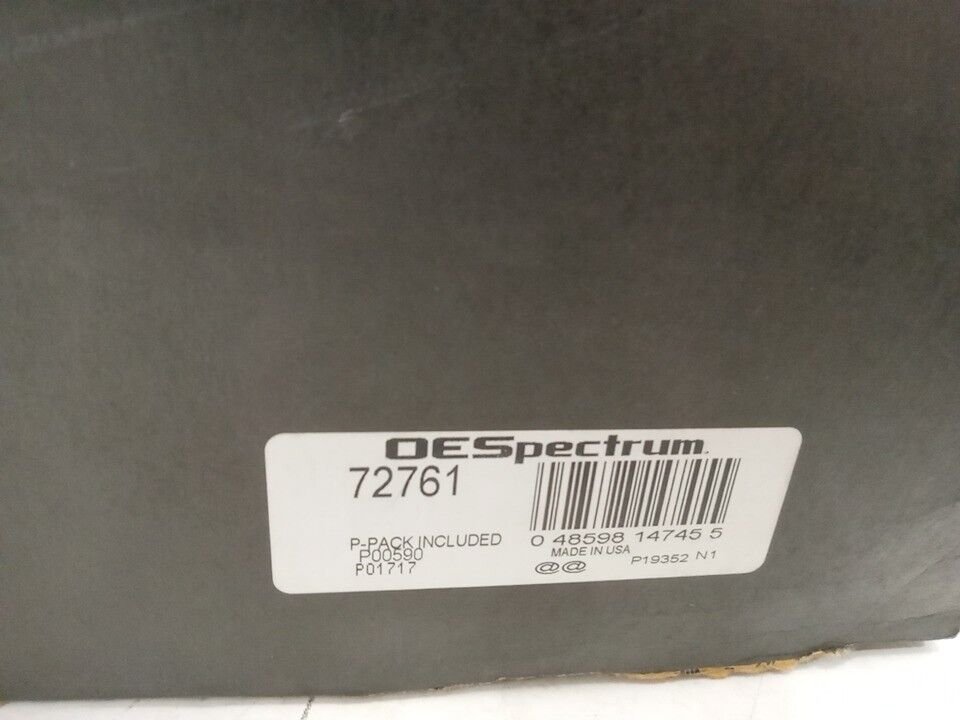 OESpectrum
72761
P-PACK INCLUDED
P00590
P01717
0 48598 14745 5
MADE IN USA
@@
P19352 N1